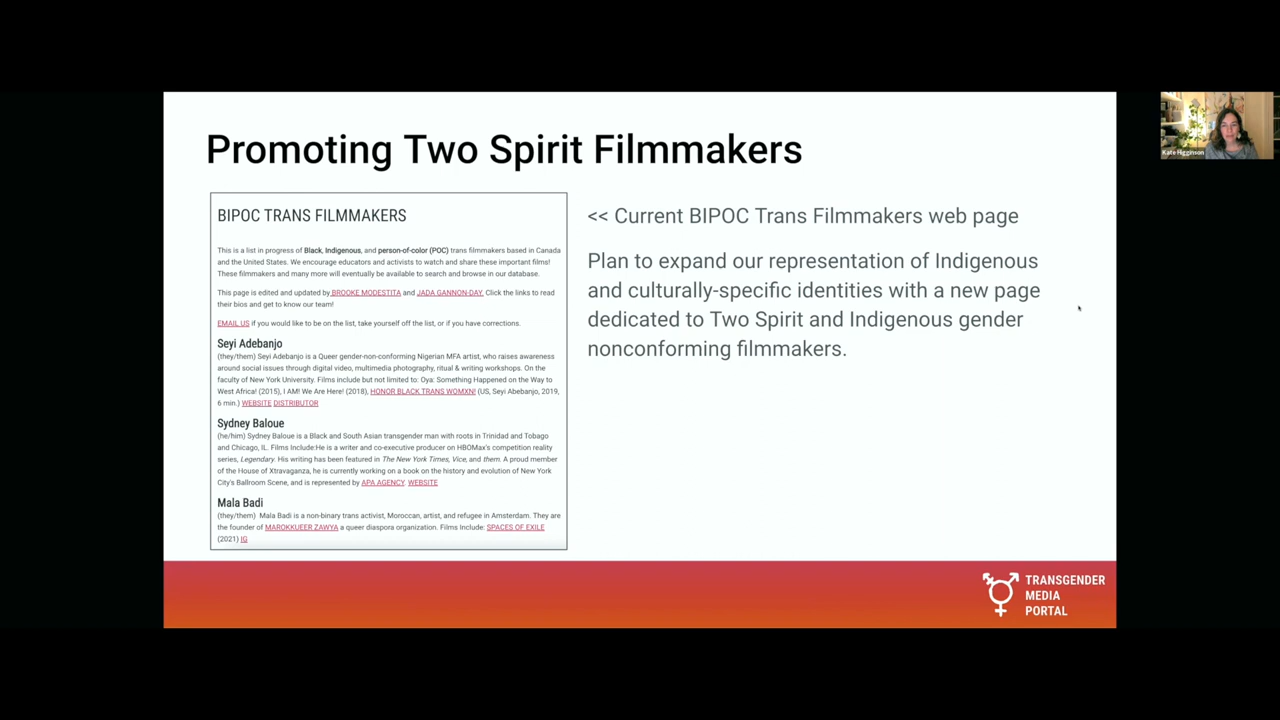 Promoting Two Spirit Filmmakers
BIPOC TRANS FILMMAKERS
This is a list in progress of Black, Indigenous, and person-of-color (POC) trans filmmakers based in Canada
and the United States. We encourage educators and activists to watch and share these important films!
These filmmakers and many more will eventually be available to search and browse in our database.
This page is edited and updated by BROOKE MODESTITA and JADA GANNON-DAY. Click the links to read
their bios and get to know our team!
EMAIL US if you would like to be on the list, take yourself off the list, or if you have corrections.
Seyi Adebanjo
(they/them) Seyi Adebanjo is a Queer gender-non-conforming Nigerian MFA artist, who raises awareness
around social issues through digital video, multimedia photography, ritual & writing workshops. On the
faculty of New York University. Films include but not limited to: Oya: Something Happened on the Way to
West Africa! (2015), I AM! We Are Here! (2018), HONOR BLACK TRANS WOMXN! (US, Seyi Adebanjo, 2019,
6 min.) WEBSITE DISTRIBUTOR
Sydney Baloue
(he/him) Sydney Baloue is a Black and South Asian transgender man with roots in Trinidad and Tobago
and Chicago, IL. Films Include:He is a writer and co-executive producer on HBOMax's competition reality
series, Legendary. His writing has been featured in The New York Times, Vice, and them. A proud member
of the House of Xtravaganza, he is currently working on a book on the history and evolution of New York
City's Ballroom Scene, and is represented by APA AGENCY. WEBSITE
Mala Badi
(they/them) Mala Badi is a non-binary trans activist, Moroccan, artist, and refugee in Amsterdam. They are
the founder of MAROKKUEER ZAWYA a queer diaspora organization. Films Include: SPACES OF EXILE
(2021) IG
<< Current BIPOC Trans Filmmakers web page
Plan to expand our representation of Indigenous
and culturally-specific identities with a new page
dedicated to Two Spirit and Indigenous gender
nonconforming filmmakers.
Kate Higginson
TRANSGENDER
MEDIA
PORTAL